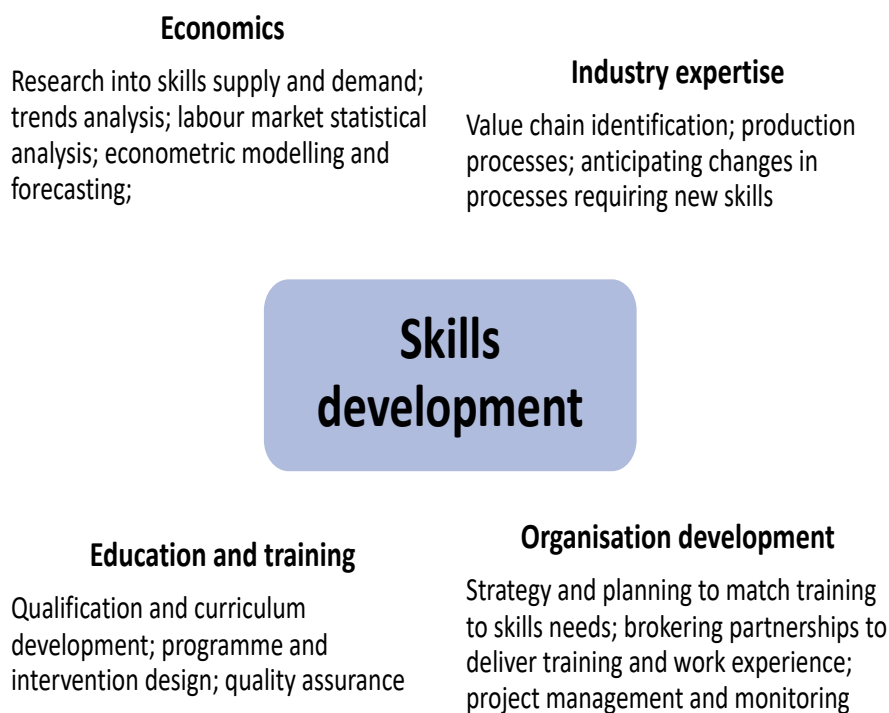 Economics
Research into skills supply and demand;
trends analysis; labour market statistical
analysis; econometric modelling and
forecasting;
Industry expertise
Value chain identification; production
processes; anticipating changes in
processes requiring new skills
Skills
development
Education and training
Qualification and curriculum
development; programme and
intervention design; quality assurance
Organisation development
Strategy and planning to match training
to skills needs; brokering partnerships to
deliver training and work experience;
project management and monitoring